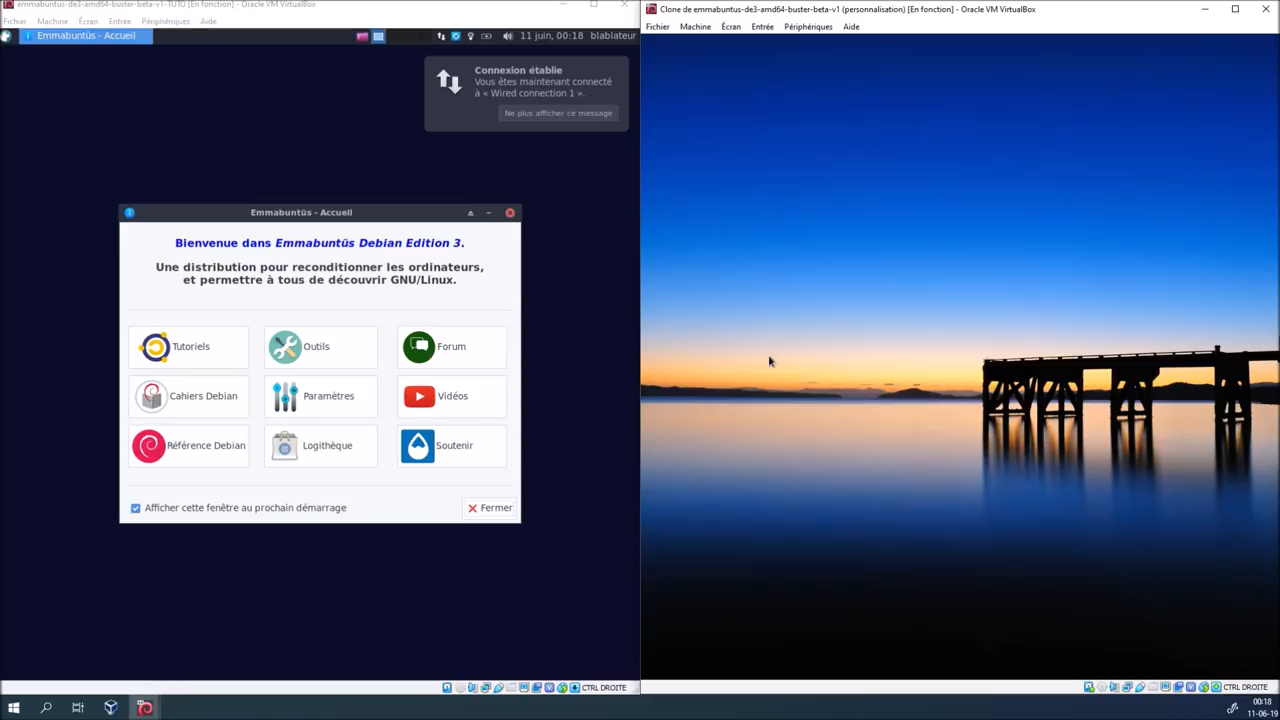 emmabuntus-de3-amd64-buster-beta-v1-TUTO [En fonction] - Oracle VM VirtualBox
Fichier Machine Écran Entrée Périphériques Aide
Emmabuntüs - Accueil
11 juin, 00:18 blablateur
Connexion établie
Vous êtes maintenant connecté
à « Wired connection 1 ».
Ne plus afficher ce message
Emmabuntüs - Accueil
Bienvenue dans Emmabuntüs Debian Edition 3.
Une distribution pour reconditionner les ordinateurs,
et permettre à tous de découvrir GNU/Linux.
Tutoriels Outils Forum
Cahiers Debian Paramètres Vidéos
Référence Debian Logithèque Soutenir
Afficher cette fenêtre au prochain démarrage
Fermer
CTRL DROITE
Clone de emmabuntus-de3-amd64-buster-beta-v1 (personnalisation) [En fonction] - Oracle VM VirtualBox
Fichier Machine Écran Entrée Périphériques Aide
CTRL DROITE
00:18
11-06-19